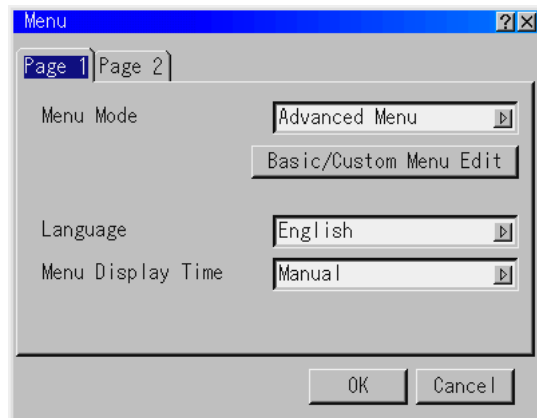 Menu ?
Page 1 Page 2
Menu Mode Advanced Menu
Basic/Custom Menu Edit
Language English
Menu Display Time Manual
OK Cancel